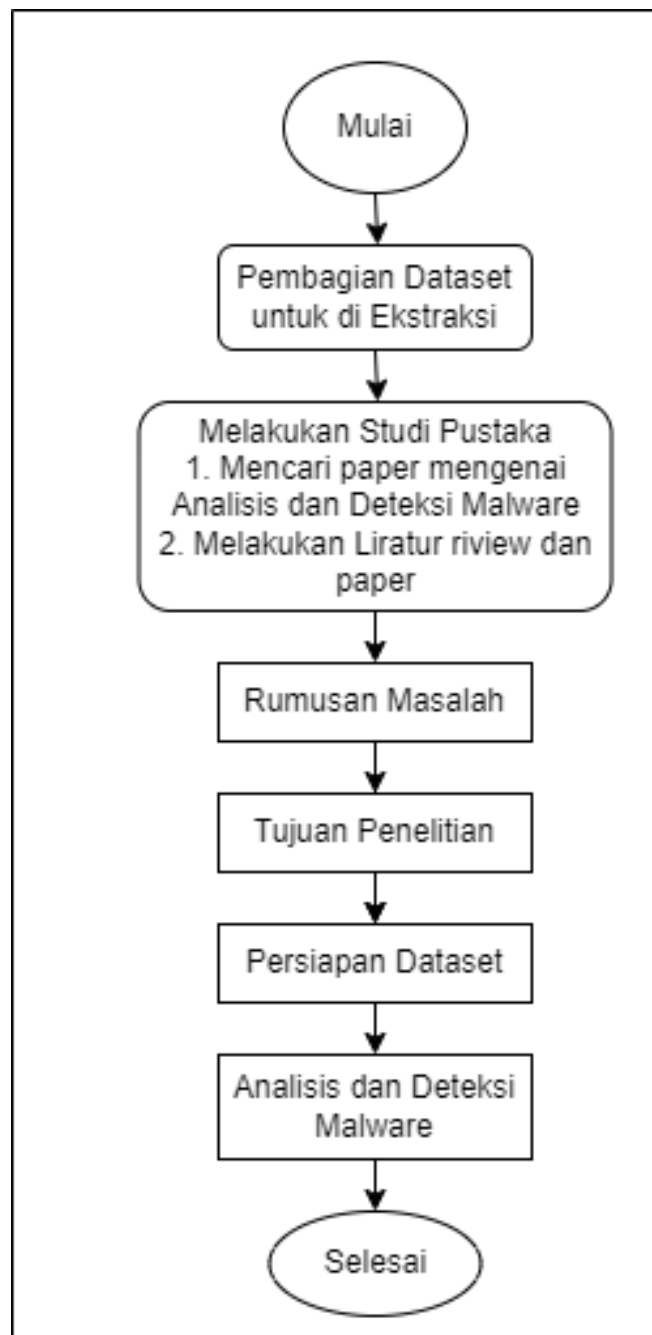 Mulai
Pembagian Dataset
untuk di Ekstraksi
Melakukan Studi Pustaka
1. Mencari paper mengenai
Analisis dan Deteksi Malware
2. Melakukan Liratur riview dan
paper
Rumusan Masalah
Tujuan Penelitian
Persiapan Dataset
Analisis dan Deteksi
Malware
Selesai